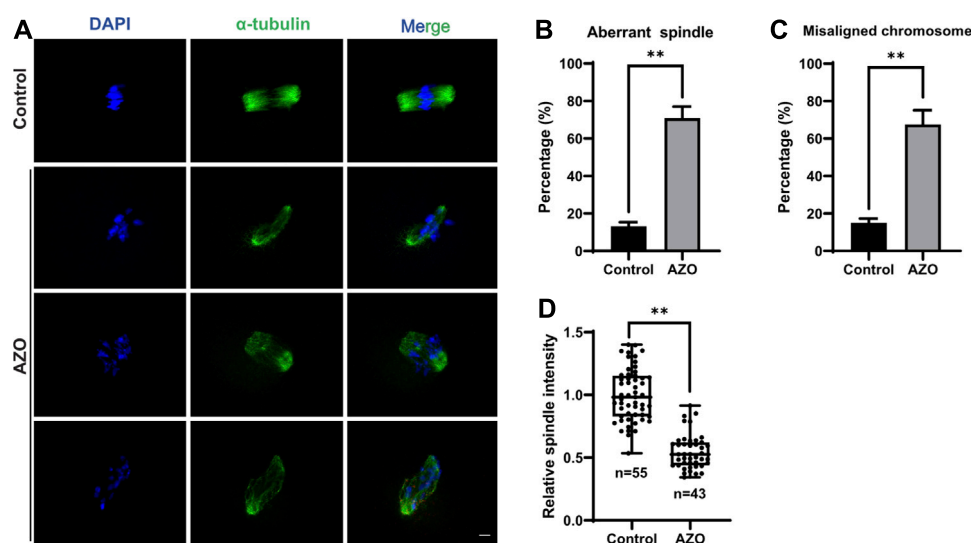 A
DAPI
α-tubulin
Merge
Control
AZO
B
Aberrant spindle
**
Percentage (%)
100
80
60
40
20
0
Control
AZO
C
Misaligned chromosome
**
Percentage (%)
100
80
60
40
20
0
Control
AZO
D
**
Relative spindle intensity
1.5
1.0
0.5
0.0
n=55
n=43
Control
AZO